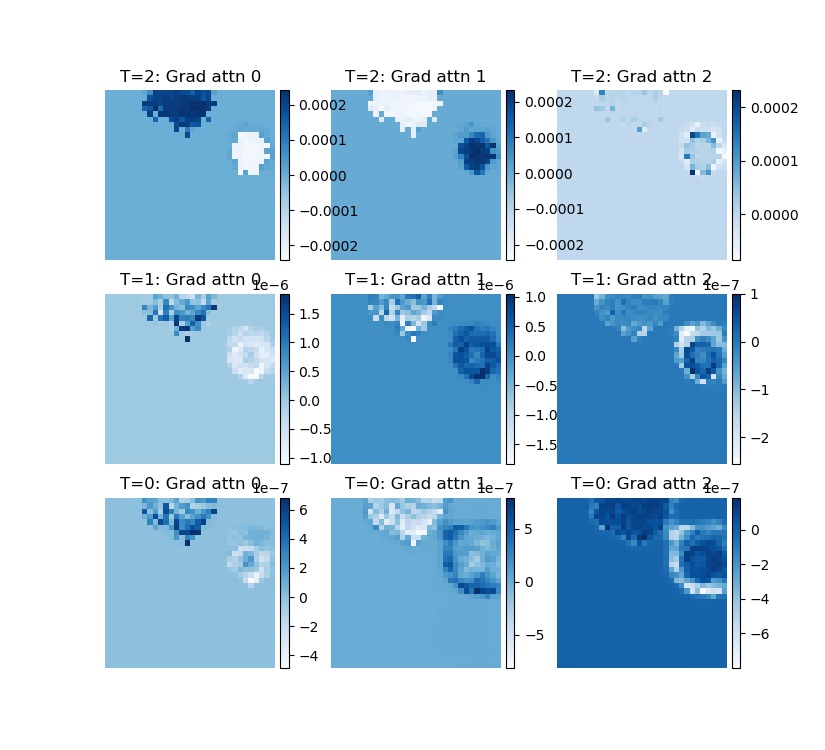 T=2: Grad attn 0
0.0002
0.0001
0.0000
−0.0001
−0.0002
T=2: Grad attn 1
0.0002
0.0001
0.0000
−0.0001
−0.0002
T=2: Grad attn 2
0.0002
0.0001
0.0000
T=1: Grad attn 0
1e−6
1.5
1.0
0.5
0.0
−0.5
−1.0
T=1: Grad attn 1
1e−6
1.0
0.5
0.0
−0.5
−1.0
−1.5
T=1: Grad attn 2
1e−7
1
0
−1
−2
T=0: Grad attn 0
1e−7
6
4
2
0
−2
−4
T=0: Grad attn 1
1e−7
5
0
−5
T=0: Grad attn 2
1e−7
0
−2
−4
−6